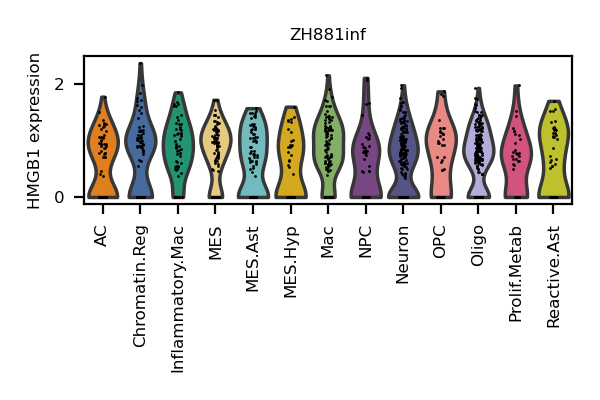 ZH881inf
HMGB1 expression
2
0
AC
Chromatin.Reg
Inflammatory.Mac
MES
MES.Ast
MES.Hyp
Mac
NPC
Neuron
OPC
Oligo
Prolif.Metab
Reactive.Ast